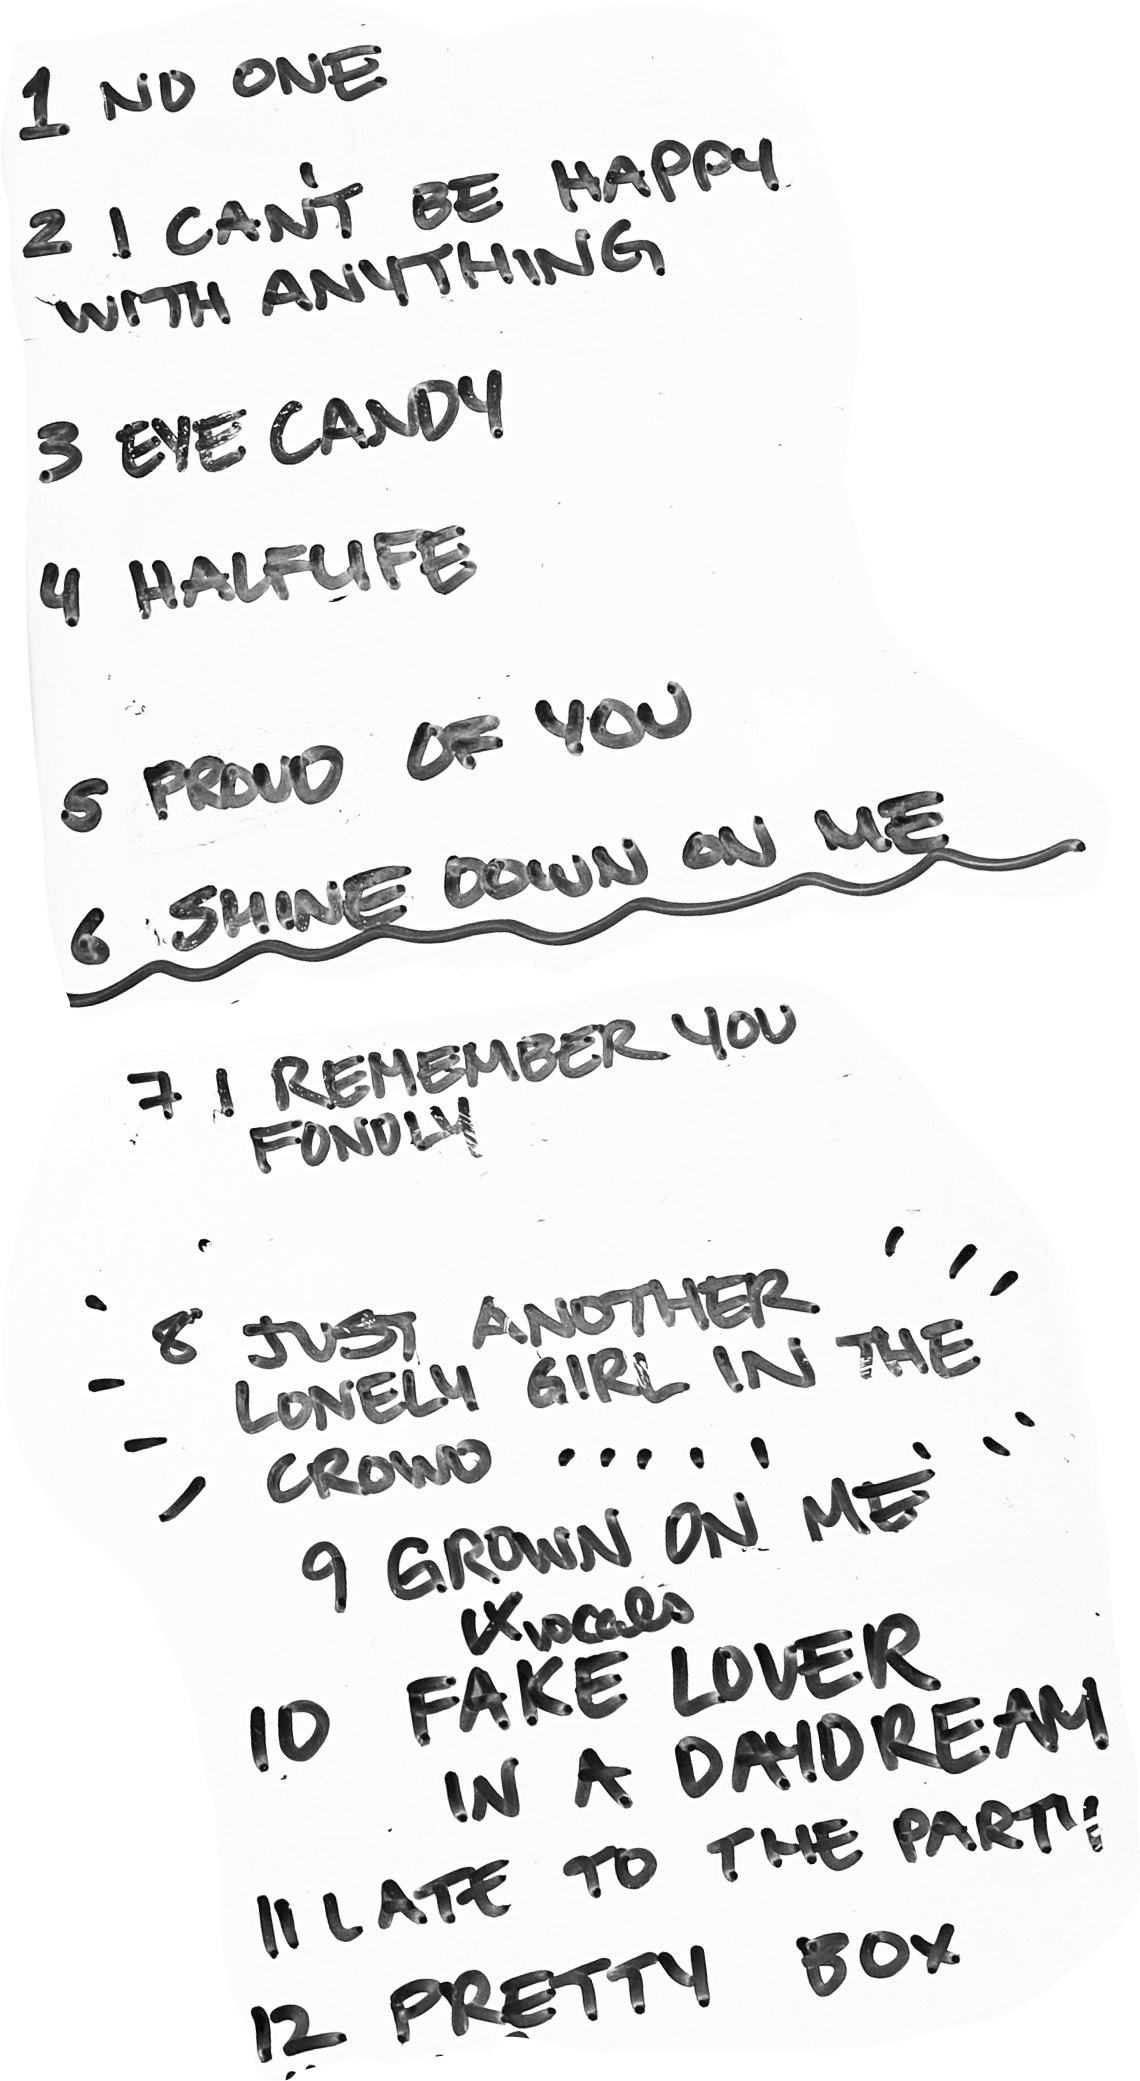 1 NO ONE
2 I CAN'T BE HAPPY
WITH ANYTHING
3 EYE CANDY
4 HALFLIFE
5 PROUD OF YOU
6 SHINE DOWN ON ME
7 I REMEMBER YOU
FONDLY
8 JUST ANOTHER
LONELY GIRL IN THE
CROWD .....
9 GROWN ON ME
vocals
10 FAKE LOVER
IN A DAYDREAM
11 LATE TO THE PARTY
12 PRETTY BOX